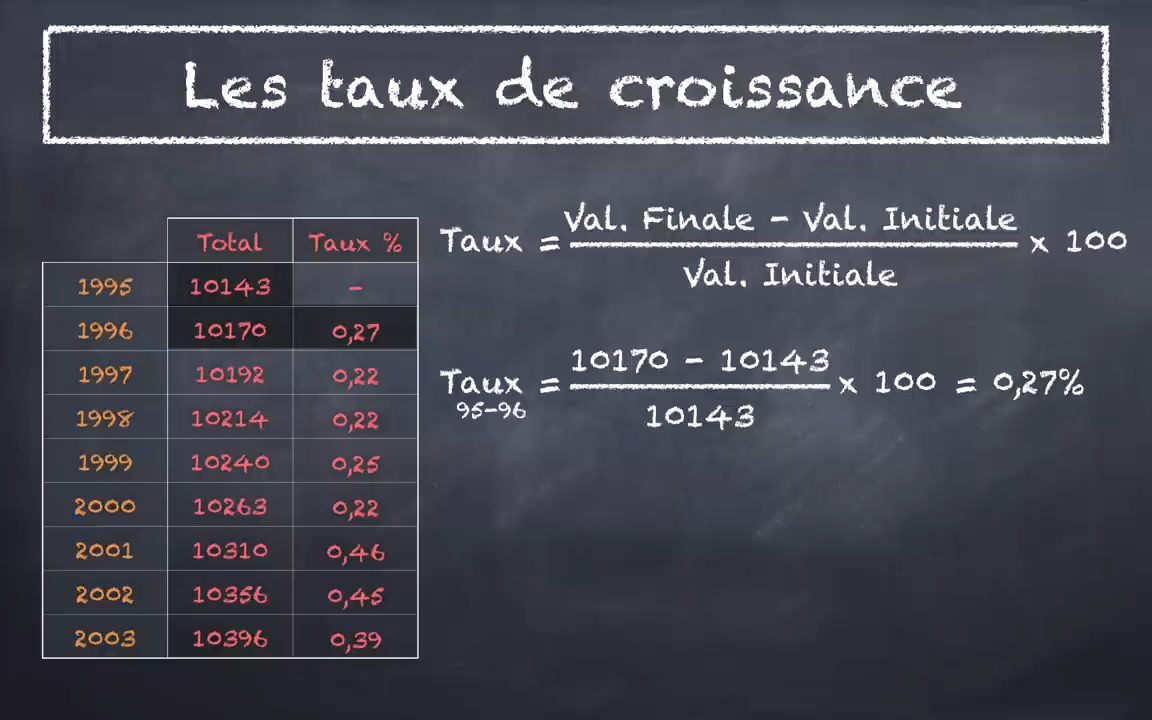 Les taux de croissance
Total Taux %
1995 10143 -
1996 10170 0,27
1997 10192 0,22
1998 10214 0,22
1999 10240 0,25
2000 10263 0,22
2001 10310 0,46
2002 10356 0,45
2003 10396 0,39
Val. Finale - Val. Initiale
Taux = x 100
Val. Initiale
10170 - 10143
Taux = x 100 = 0,27%
95-96
10143